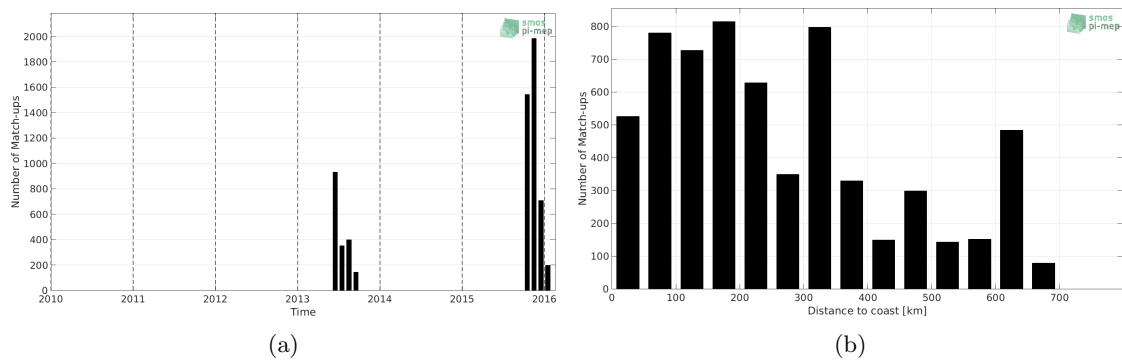 smos
pi-mep
2000
1800
1600
1400
1200
1000
800
600
400
200
0
Number of Match-ups
2010 2011 2012 2013 2014 2015 2016
Time
(a)
smos
pi-mep
800
700
600
500
400
300
200
100
0
Number of Match-ups
0 100 200 300 400 500 600 700
Distance to coast [km]
(b)